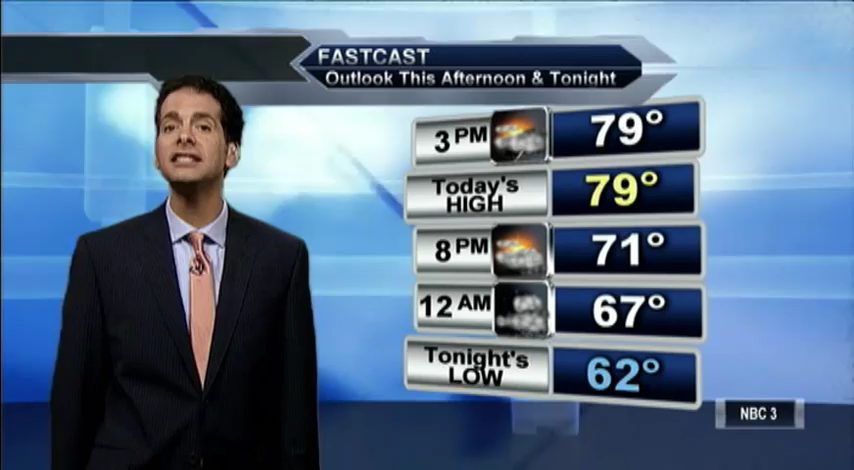 FASTCAST
Outlook This Afternoon & Tonight
3 PM 79°
Today's
HIGH 79°
8 PM 71°
12 AM 67°
Tonight's
LOW 62°
NBC 3